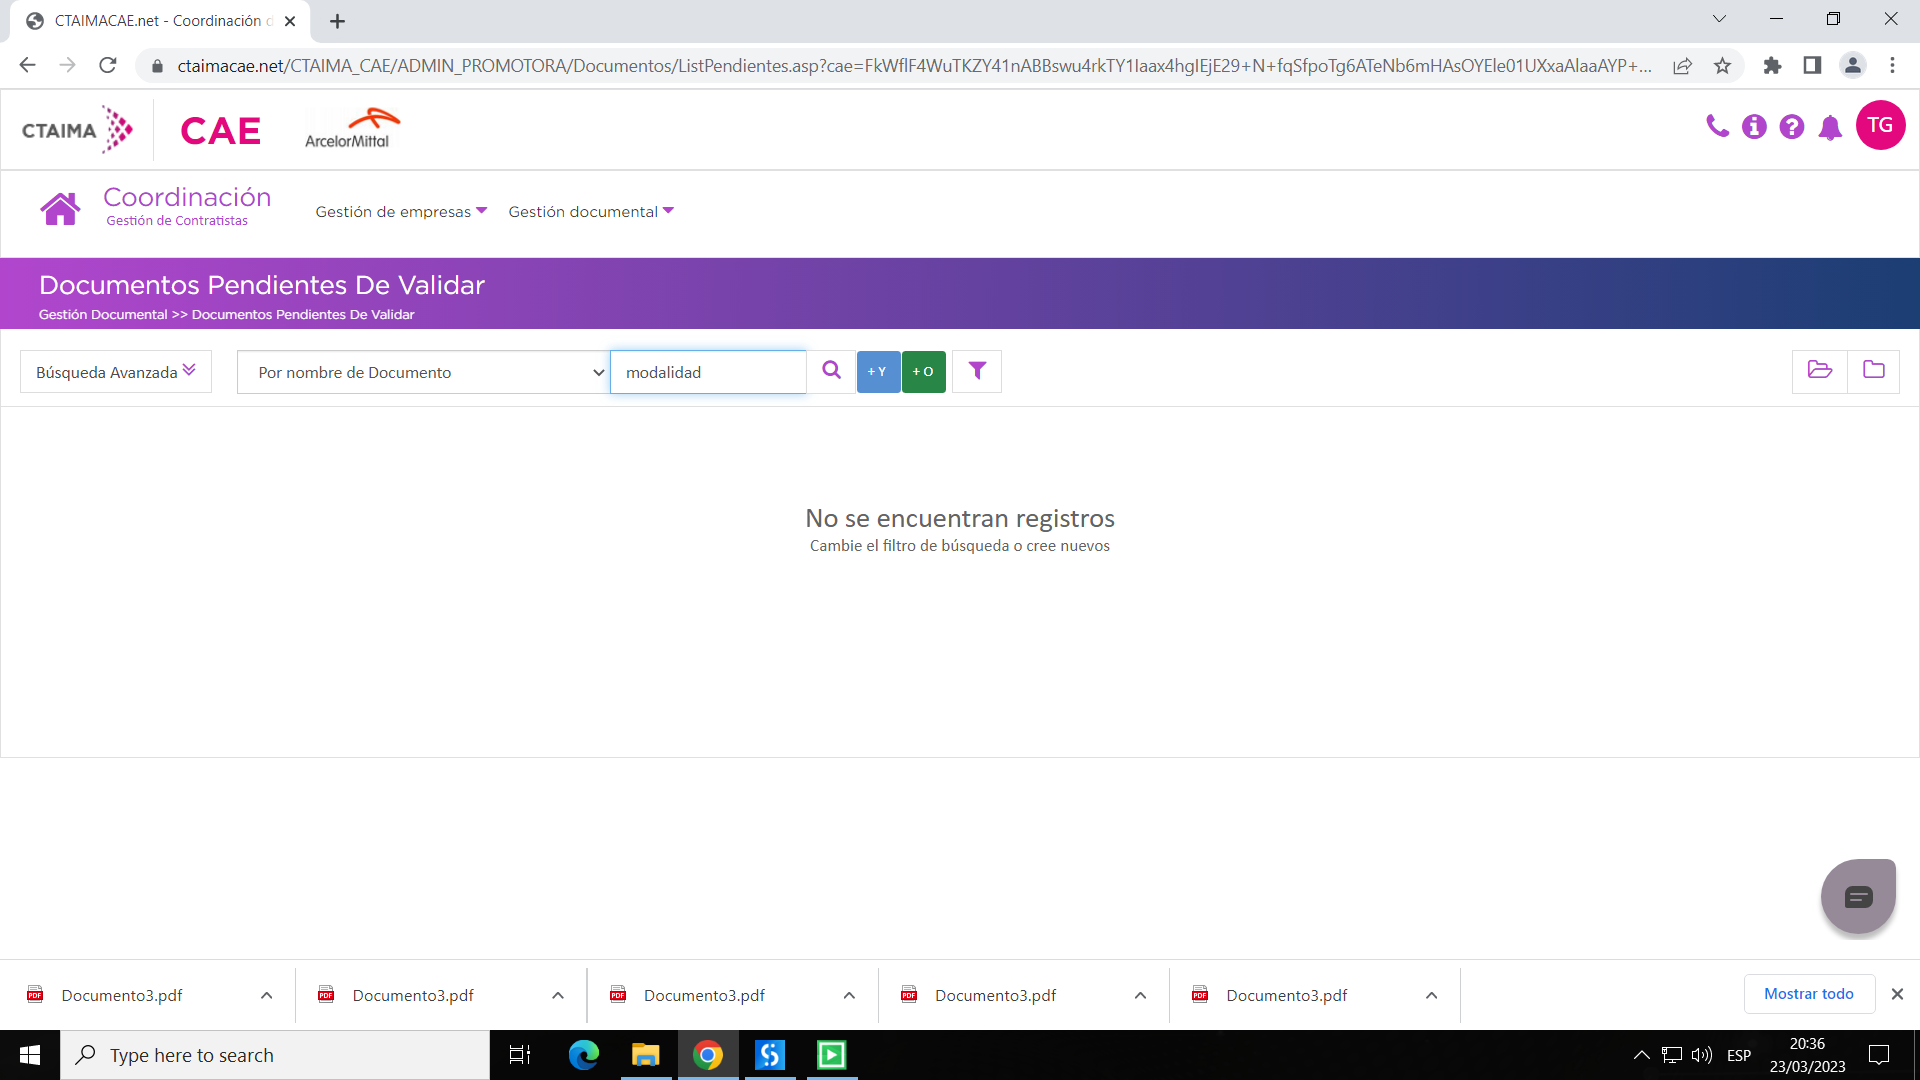 CTAIMACAE.net - Coordinación d
ctaimacae.net/CTAIMA_CAE/ADMIN_PROMOTORA/Documentos/ListPendientes.asp?cae=FkWflF4WuTKZY41nABBswu4rkTY1Iaax4hgIEjE29+N+fqSfpoTg6ATeNb6mHAsOYEle01UXxaAlaaAYP+...
CTAIMA CAE ArcelorMittal TG
Coordinación
Gestión de Contratistas
Gestión de empresas Gestión documental
Documentos Pendientes De Validar
Gestión Documental >> Documentos Pendientes De Validar
Búsqueda Avanzada Por nombre de Documento modalidad + Y + O
No se encuentran registros
Cambie el filtro de búsqueda o cree nuevos
Documento3.pdf Documento3.pdf Documento3.pdf Documento3.pdf Documento3.pdf Mostrar todo
Type here to search ESP 20:36
23/03/2023